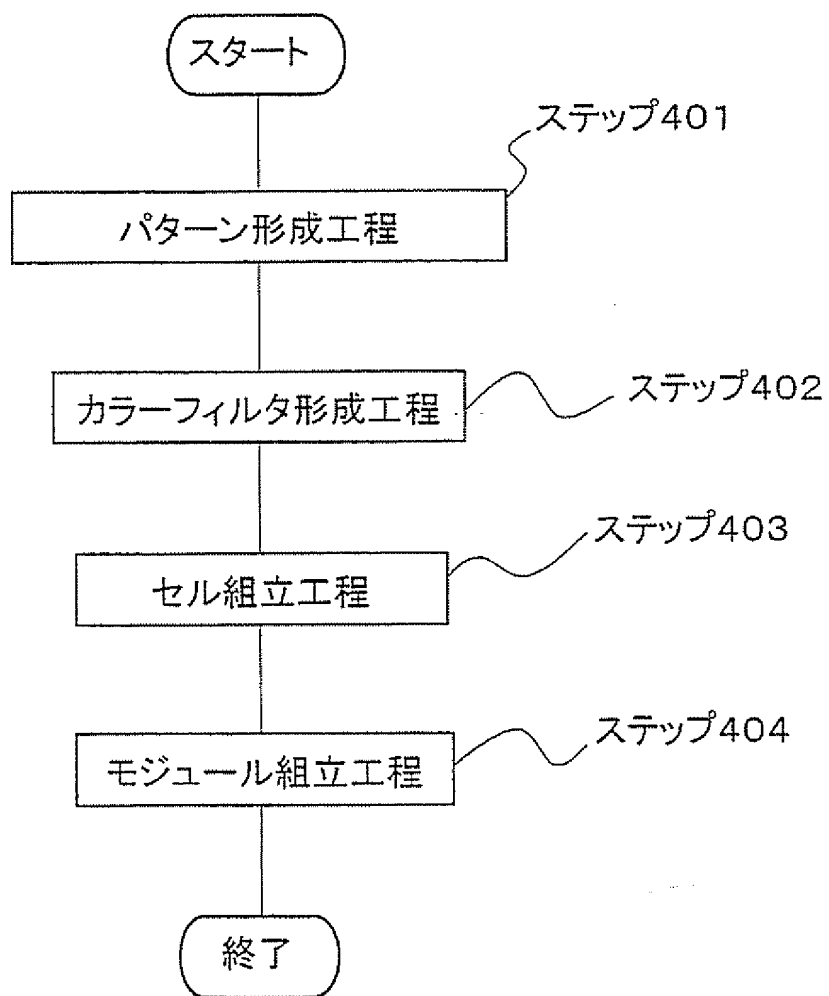 スタート
ステップ401
パターン形成工程
ステップ402
カラーフィルタ形成工程
ステップ403
セル組立工程
ステップ404
モジュール組立工程
終了